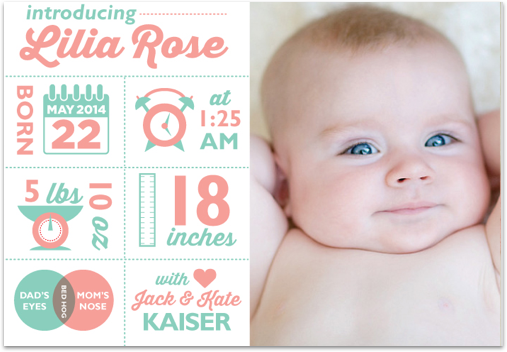 introducing
Lilia Rose
BORN
MAY 2014
22
at
1:25
AM
5 lbs
10 oz
18
inches
DAD'S
EYES
BED HOG
MOM'S
NOSE
with
Jack & Kate
KAISER